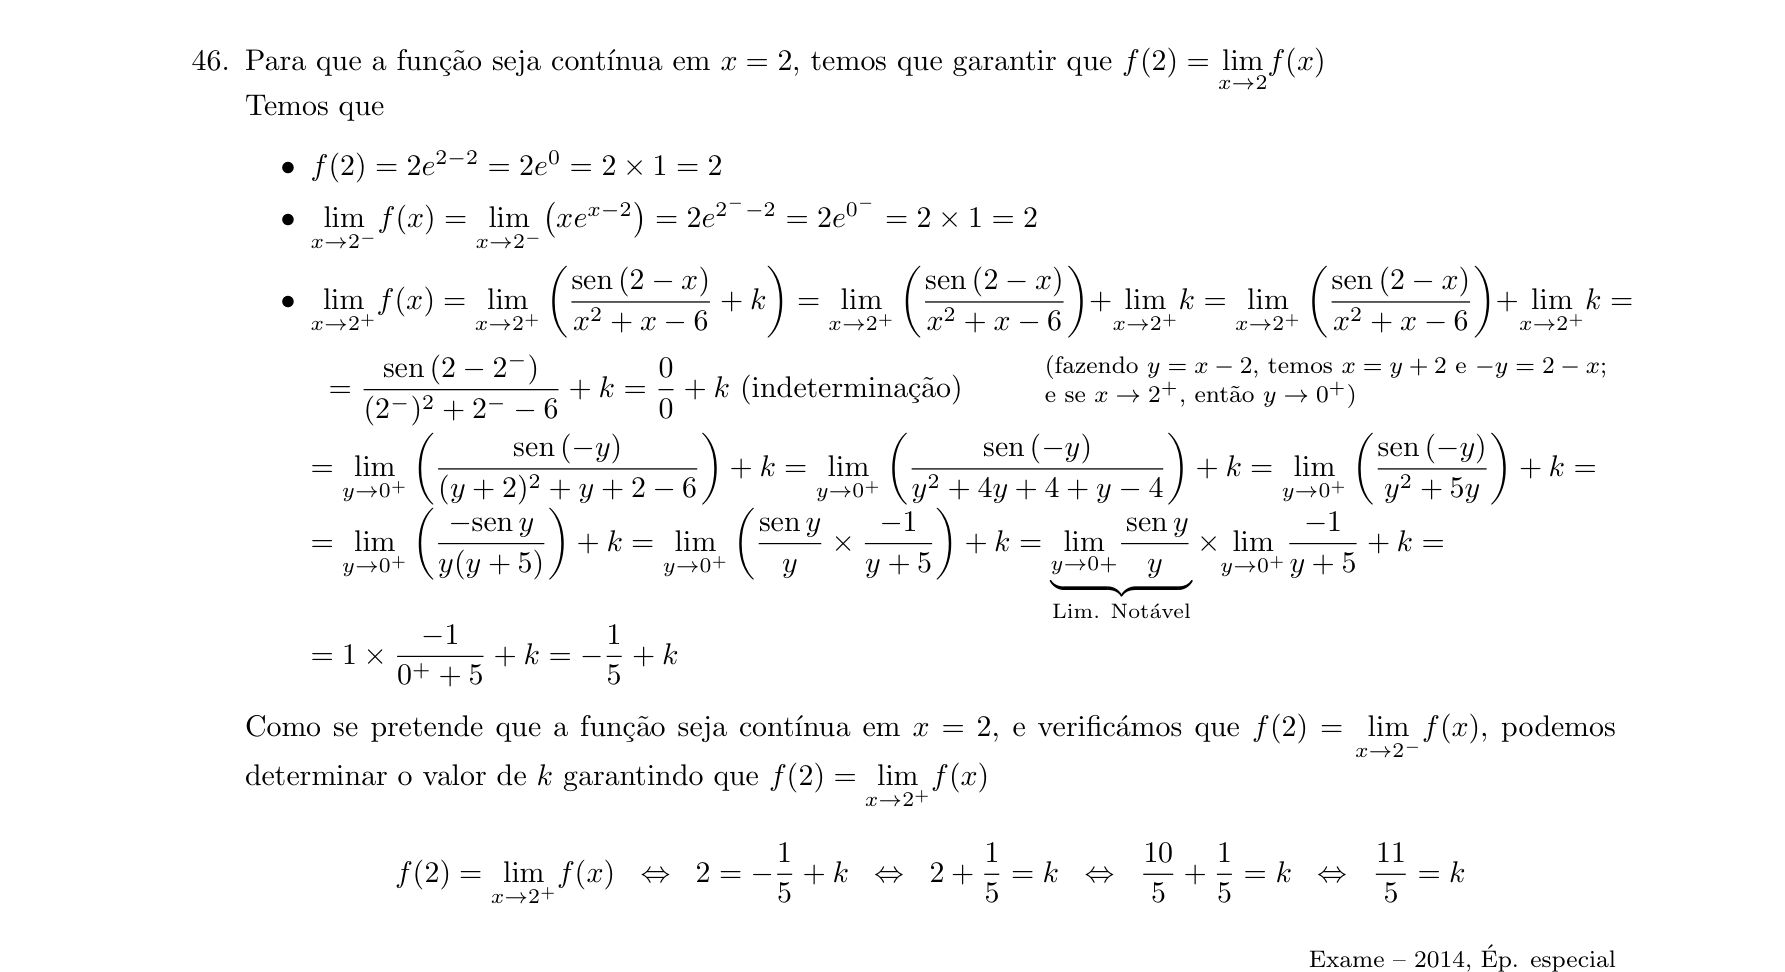 46. Para que a função seja contínua em $x = 2$, temos que garantir que $f(2) = \lim_{x \to 2} f(x)$
Temos que
• $f(2) = 2e^{2-2} = 2e^0 = 2 \times 1 = 2$
• $\lim_{x \to 2^-} f(x) = \lim_{x \to 2^-} \left(xe^{x-2}\right) = 2e^{2^- -2} = 2e^{0^-} = 2 \times 1 = 2$
• $\lim_{x \to 2^+} f(x) = \lim_{x \to 2^+} \left(\frac{\text{sen}\,(2-x)}{x^2+x-6} + k\right) = \lim_{x \to 2^+} \left(\frac{\text{sen}\,(2-x)}{x^2+x-6}\right) + \lim_{x \to 2^+} k = \lim_{x \to 2^+} \left(\frac{\text{sen}\,(2-x)}{x^2+x-6}\right) + \lim_{x \to 2^+} k =$
$= \frac{\text{sen}\,(2-2^-)}{(2^-)^2+2^--6} + k = \frac{0}{0} + k$ (indeterminação)
(fazendo $y = x - 2$, temos $x = y + 2$ e $-y = 2 - x$;
e se $x \to 2^+$, então $y \to 0^+$)
$= \lim_{y \to 0^+} \left(\frac{\text{sen}\,(-y)}{(y+2)^2+y+2-6}\right) + k = \lim_{y \to 0^+} \left(\frac{\text{sen}\,(-y)}{y^2+4y+4+y-4}\right) + k = \lim_{y \to 0^+} \left(\frac{\text{sen}\,(-y)}{y^2+5y}\right) + k =$
$= \lim_{y \to 0^+} \left(\frac{-\text{sen}\,y}{y(y+5)}\right) + k = \lim_{y \to 0^+} \left(\frac{\text{sen}\,y}{y} \times \frac{-1}{y+5}\right) + k = \underbrace{\lim_{y \to 0+} \frac{\text{sen}\,y}{y}}_{\text{Lim. Notável}} \times \lim_{y \to 0^+} \frac{-1}{y+5} + k =$
$= 1 \times \frac{-1}{0^++5} + k = -\frac{1}{5} + k$
Como se pretende que a função seja contínua em $x = 2$, e verificámos que $f(2) = \lim_{x \to 2^-} f(x)$, podemos
determinar o valor de $k$ garantindo que $f(2) = \lim_{x \to 2^+} f(x)$
$f(2) = \lim_{x \to 2^+} f(x) \Leftrightarrow 2 = -\frac{1}{5} + k \Leftrightarrow 2 + \frac{1}{5} = k \Leftrightarrow \frac{10}{5} + \frac{1}{5} = k \Leftrightarrow \frac{11}{5} = k$
Exame – 2014, Ép. especial